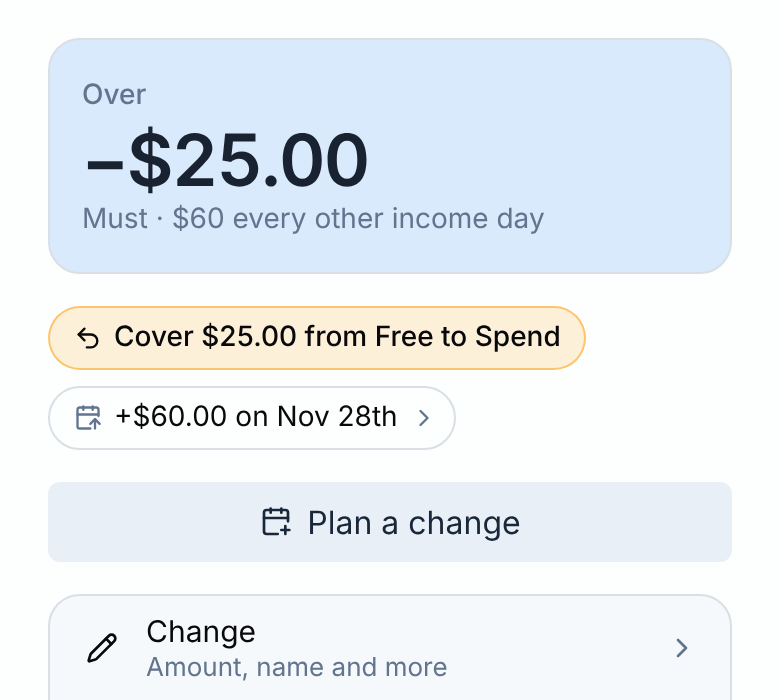 Over
−$25.00
Must · $60 every other income day
Cover $25.00 from Free to Spend
+$60.00 on Nov 28th
Plan a change
Change
Amount, name and more